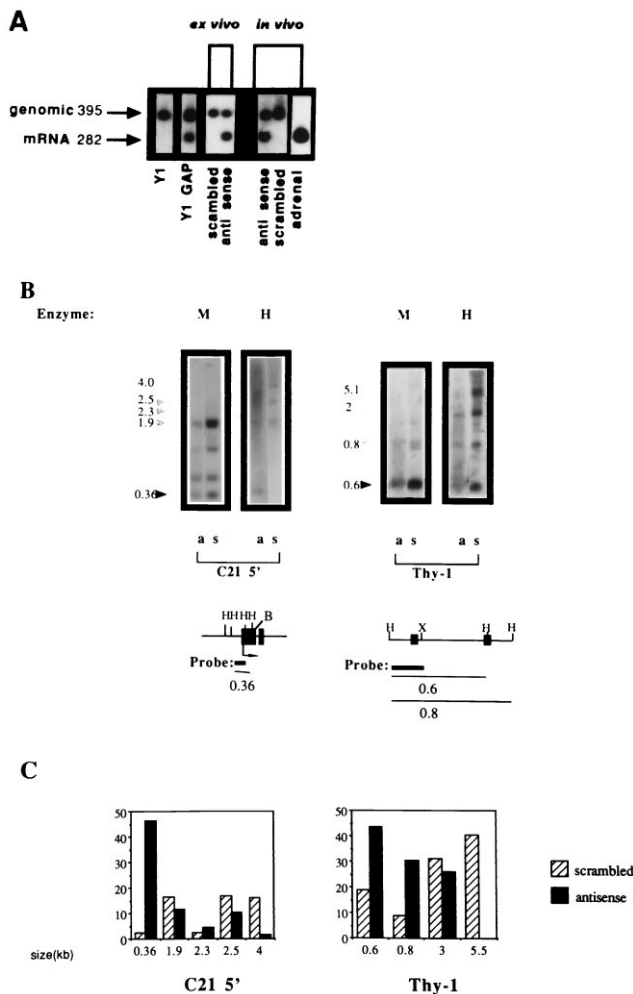 A
ex vivo in vivo
genomic 395
mRNA 282
Y1
Y1 GAP
scambled
anti sense
anti sense
scrambled
adrenal
B
Enzyme: M H M H
4.0
2.5
2.3
1.9
0.36
5.1
2
0.8
0.6
a s a s a s a s
C21 5' Thy-1
HH HH B
H X H H
Probe:
0.36
Probe:
0.6
0.8
C
50
40
30
20
10
0
0.36 1.9 2.3 2.5 4
size(kb)
C21 5'
50
40
30
20
10
0
0.6 0.8 3 5.5
Thy-1
scrambled
antisense